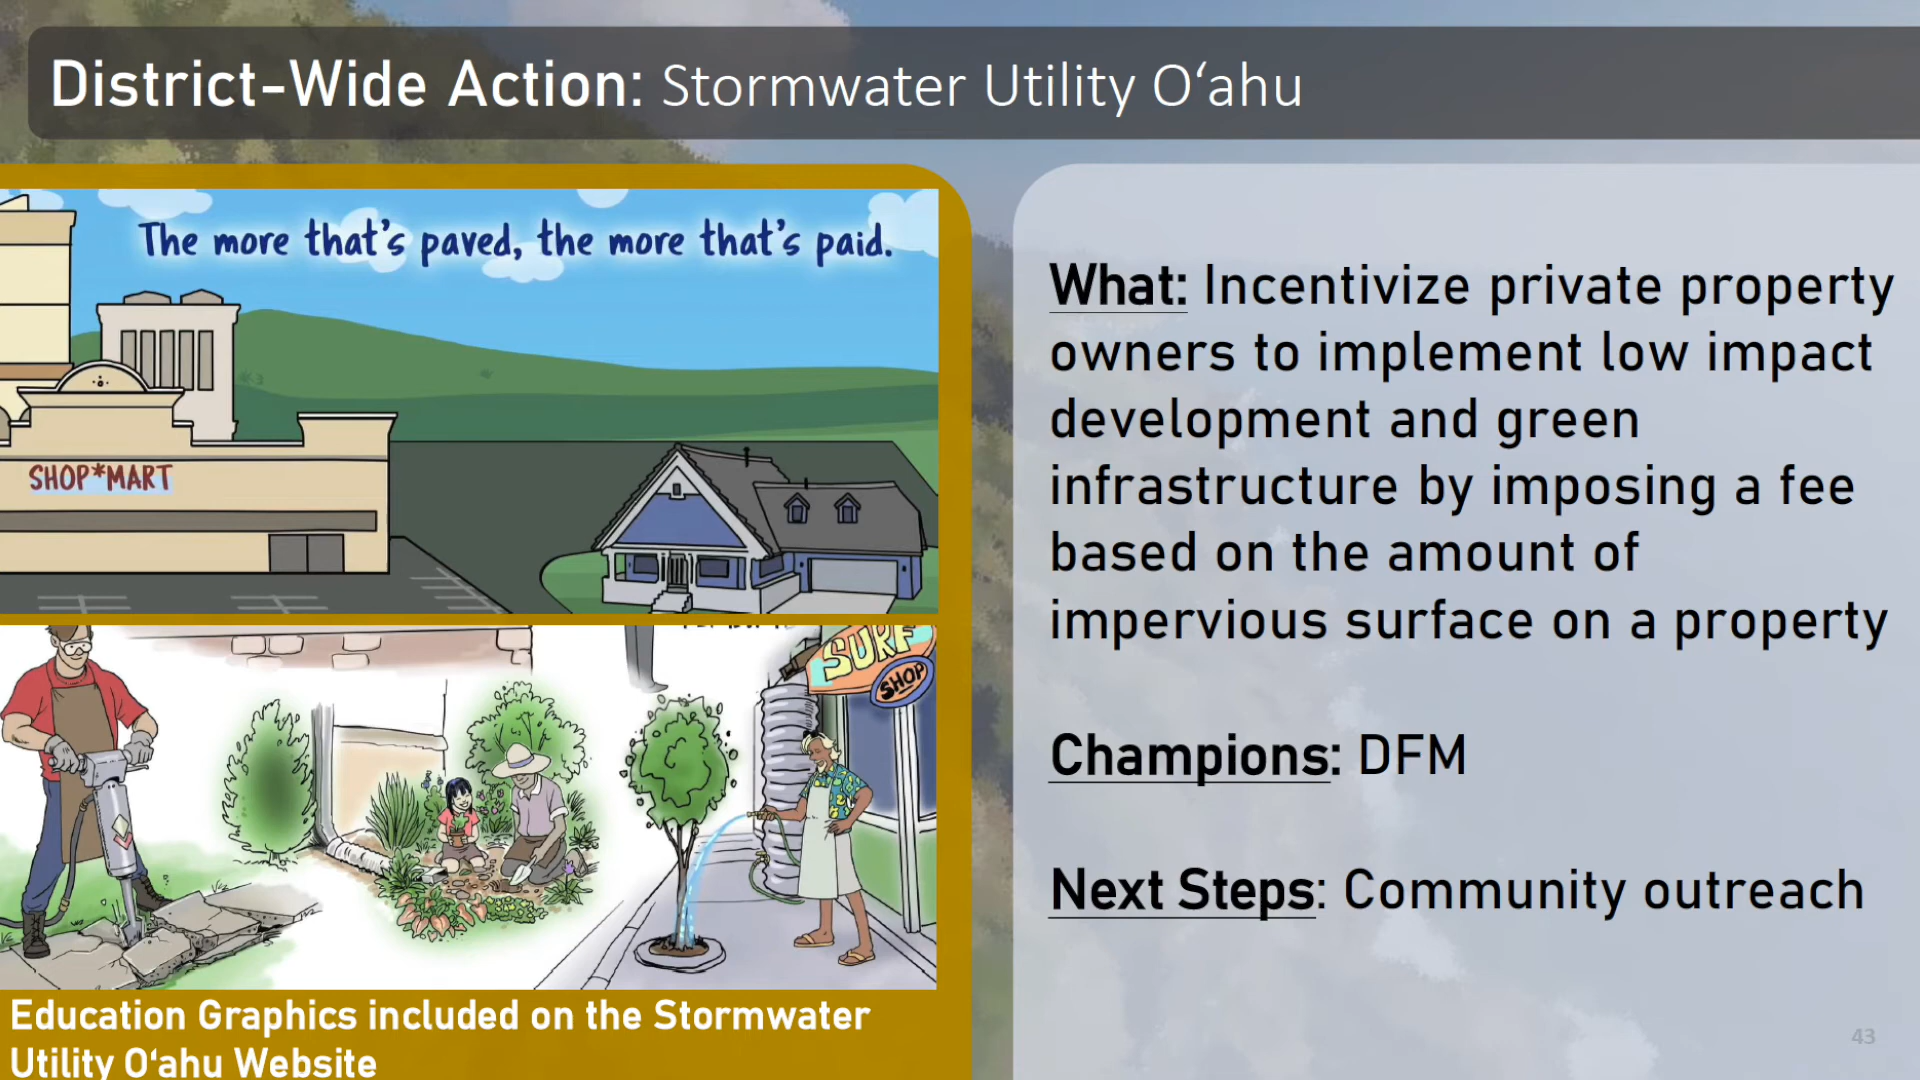 District-Wide Action: Stormwater Utility Oʻahu
The more that's paved, the more that's paid.
SHOP*MART
SURF
SHOP
Education Graphics included on the Stormwater
Utility Oʻahu Website
What: Incentivize private property
owners to implement low impact
development and green
infrastructure by imposing a fee
based on the amount of
impervious surface on a property
Champions: DFM
Next Steps: Community outreach
43